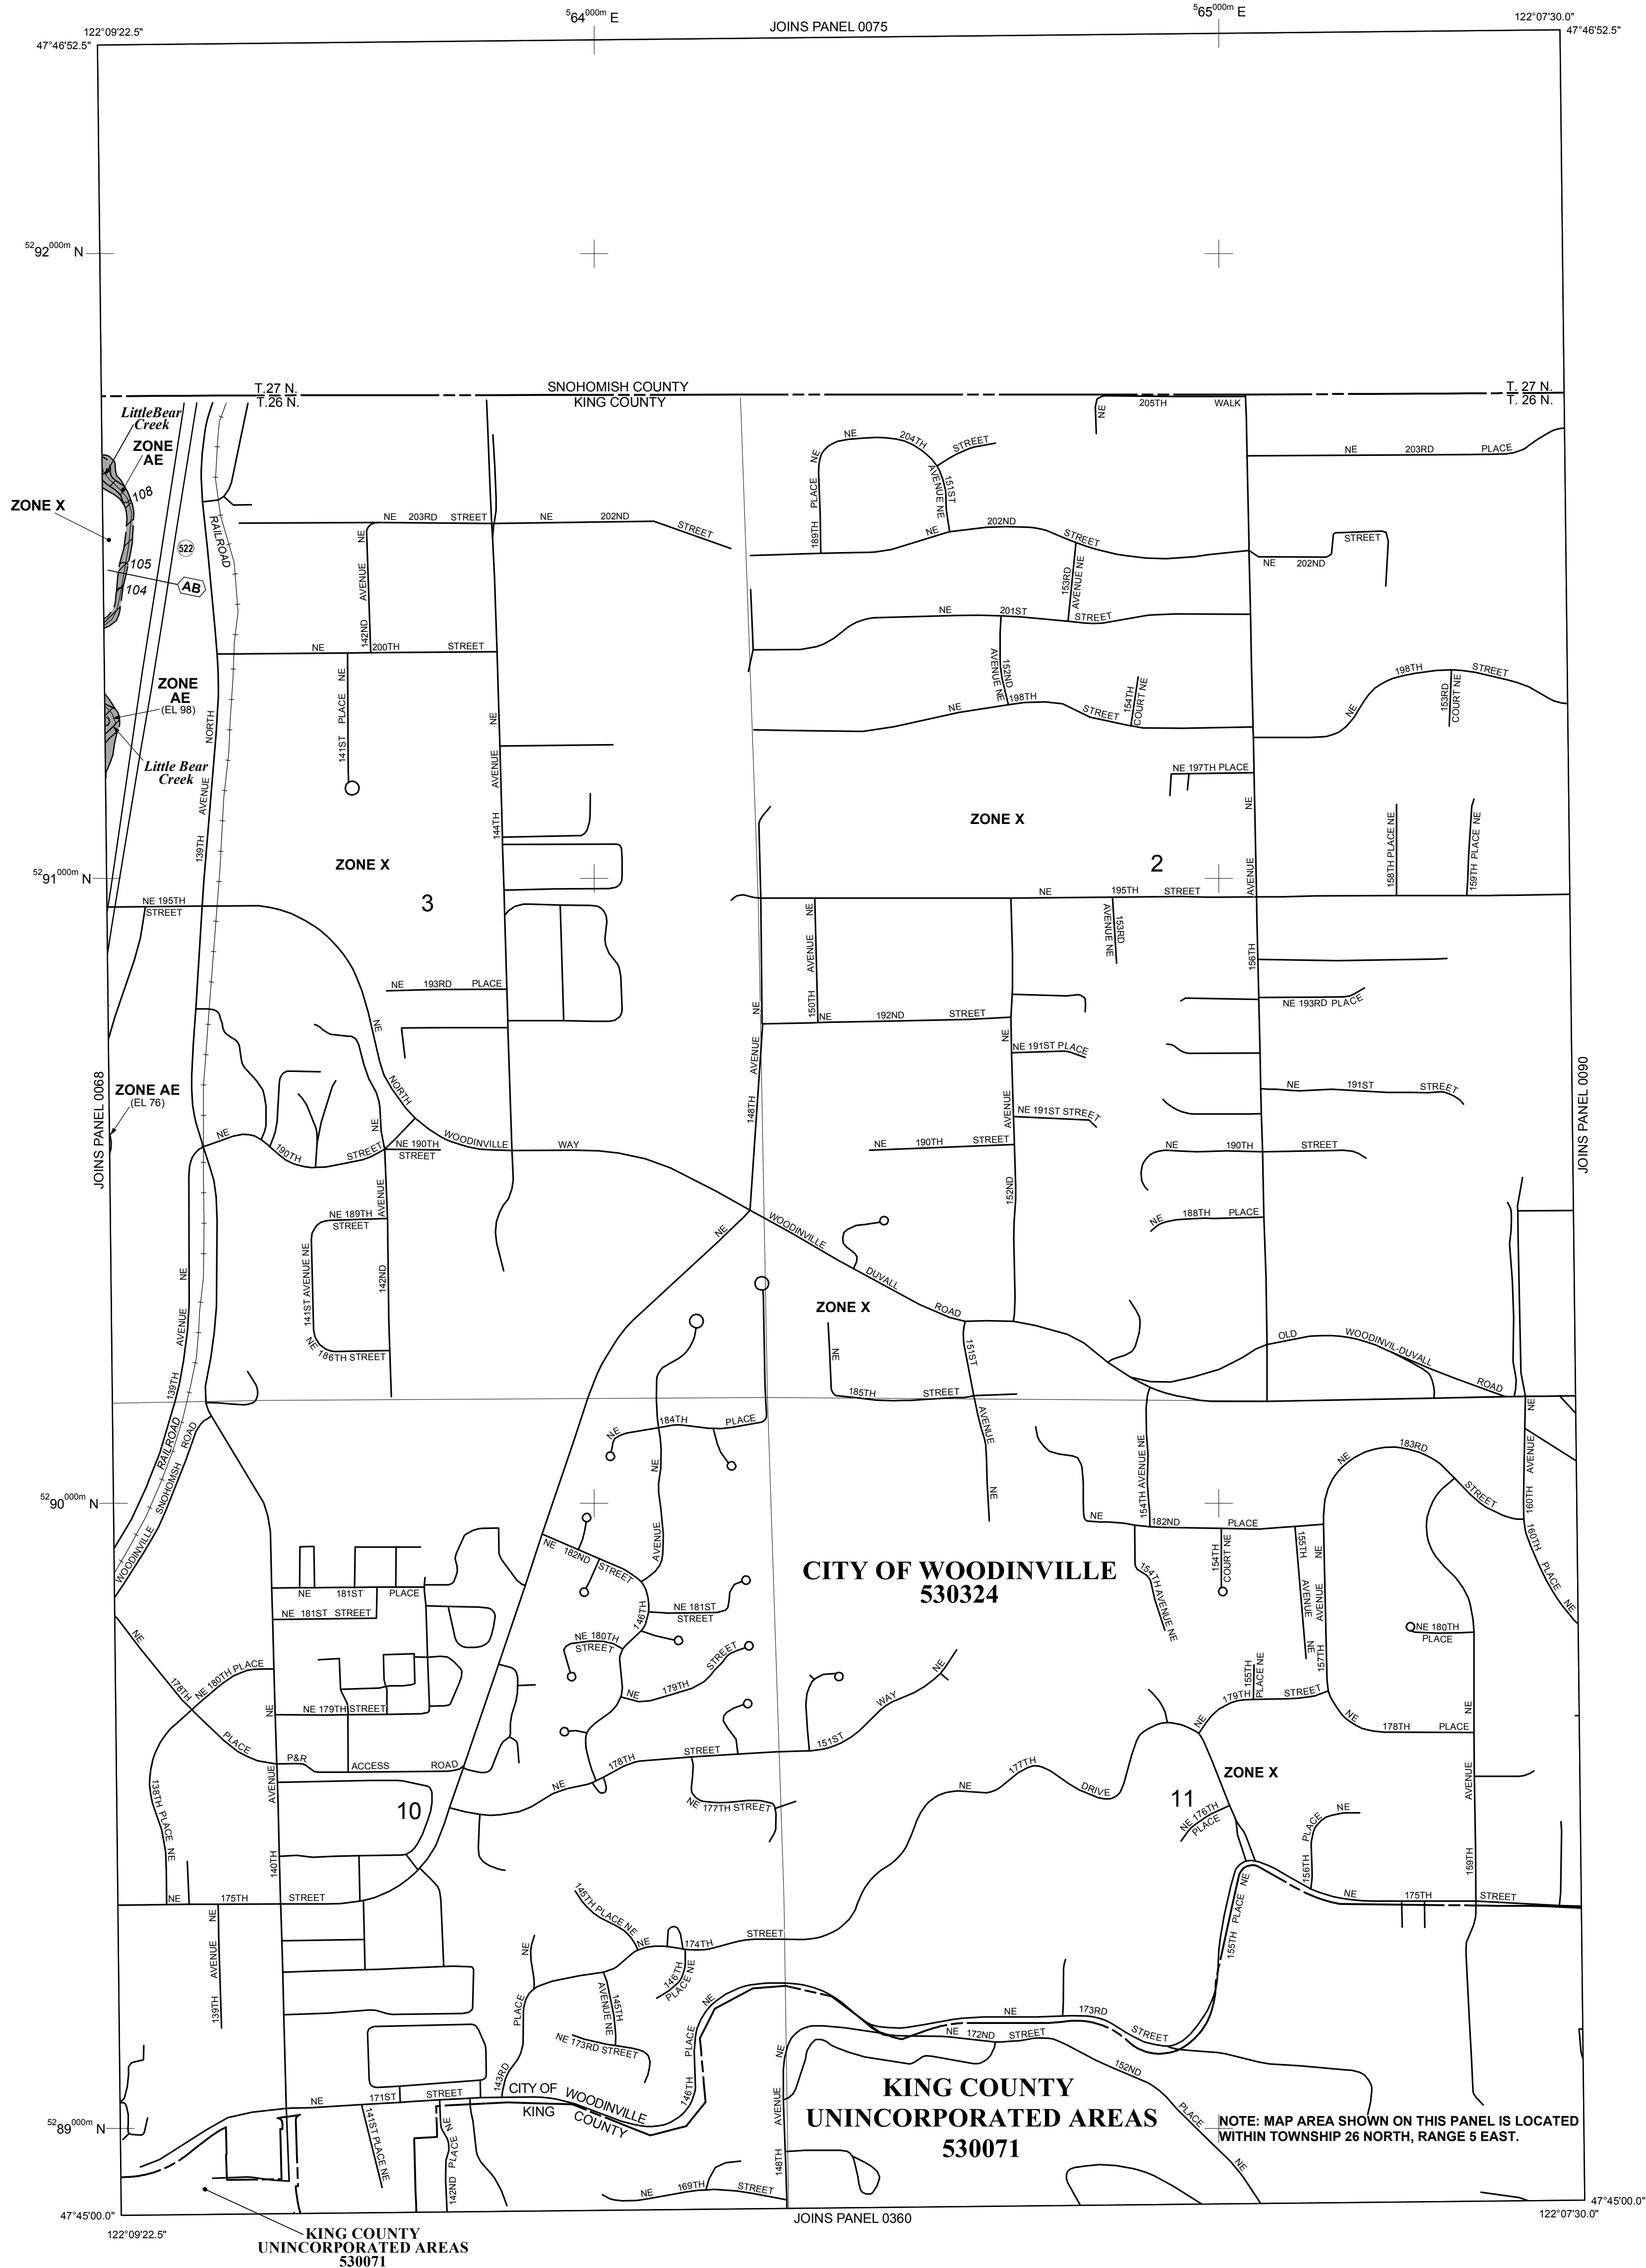 564000m E
565000m E
JOINS PANEL 0075
122°09'22.5"
122°07'30.0"
47°46'52.5"
47°46'52.5"
5292000m N
T.27 N.
SNOHOMISH COUNTY
T. 27 N.
T.26 N.
KING COUNTY
T. 26 N.
LittleBear
Creek
ZONE
AE
108
ZONE X
105
104
AB
522
RAILROAD
NE 205TH WALK
NE 203RD PLACE
NE 204TH STREET
151ST
AVENUE NE
189TH PLACE NE
NE 203RD STREET
NE 202ND STREET
NE 202ND STREET
NE 202ND STREET
153RD
AVENUE NE
142ND AVENUE NE
NE 201ST STREET
NE 200TH STREET
152ND
AVENUE NE
NE 198TH STREET
154TH
COURT NE
NE 198TH STREET
153RD
COURT NE
ZONE
AE
(EL 98)
Little Bear
Creek
139TH AVENUE NORTH
141ST PLACE NE
144TH AVENUE NE
NE 197TH PLACE
ZONE X
ZONE X
2
3
158TH PLACE NE
159TH PLACE NE
5291000m N
NE 195TH
STREET
NE 195TH STREET
156TH AVENUE NE
150TH AVENUE NE
153RD
AVENUE NE
NE 193RD PLACE
NE 193RD PLACE
NE 192ND STREET
148TH AVENUE NE
152ND AVENUE NE
NE 191ST PLACE
NE 191ST STREET
NE 191ST STREET
JOINS PANEL 0068
JOINS PANEL 0090
ZONE AE
(EL 76)
NE NORTH WOODINVILLE WAY
NE 190TH STREET
NE
NE 190TH
STREET
NE 190TH STREET
NE 190TH STREET
NE 189TH
STREET
142ND AVENUE
141ST AVENUE NE
NE 186TH STREET
NE 188TH PLACE
NE
WOODINVILLE DUVALL ROAD
ZONE X
OLD WOODINVIL-DUVALL ROAD
139TH AVENUE NE
NE 185TH STREET
151ST AVENUE NE
NE 184TH PLACE
RAILROAD
WOODINVILLE SNOHOMSH ROAD
5290000m N
154TH AVENUE NE
NE 183RD STREET
160TH AVENUE NE
160TH PLACE NE
NE 182ND PLACE
154TH
COURT NE
155TH AVENUE NE
157TH AVENUE NE
154TH AVENUE NE
NE 182ND STREET
146TH AVENUE NE
CITY OF WOODINVILLE
530324
NE 181ST PLACE
NE 181ST STREET
NE 181ST
STREET
NE 180TH
STREET
NE 180TH
PLACE
NE 179TH STREET
NE 178TH PLACE
NE 180TH PLACE
NE 179TH STREET
155TH
PLACE NE
NE 179TH STREET
NE 178TH PLACE
P&R ACCESS ROAD
NE 178TH STREET
151ST WAY NE
NE 177TH STREET
NE 177TH DRIVE
ZONE X
138TH PLACE NE
140TH AVENUE NE
10
11
NE 176TH
PLACE
156TH PLACE NE
159TH AVENUE NE
NE 175TH STREET
NE 175TH STREET
139TH AVENUE NE
145TH PLACE NE
NE 174TH STREET
146TH
PLACE NE
145TH
AVENUE NE
155TH PLACE NE
143RD PLACE NE
NE 173RD STREET
146TH PLACE NE
NE 173RD STREET
NE 172ND STREET
152ND PLACE NE
NE 171ST STREET
CITY OF WOODINVILLE
KING COUNTY
KING COUNTY
UNINCORPORATED AREAS
530071
NOTE: MAP AREA SHOWN ON THIS PANEL IS LOCATED
WITHIN TOWNSHIP 26 NORTH, RANGE 5 EAST.
5289000m N
141ST PLACE NE
142ND PLACE NE
148TH AVENUE NE
NE 169TH STREET
47°45'00.0"
47°45'00.0"
122°09'22.5"
122°07'30.0"
JOINS PANEL 0360
KING COUNTY
UNINCORPORATED AREAS
530071